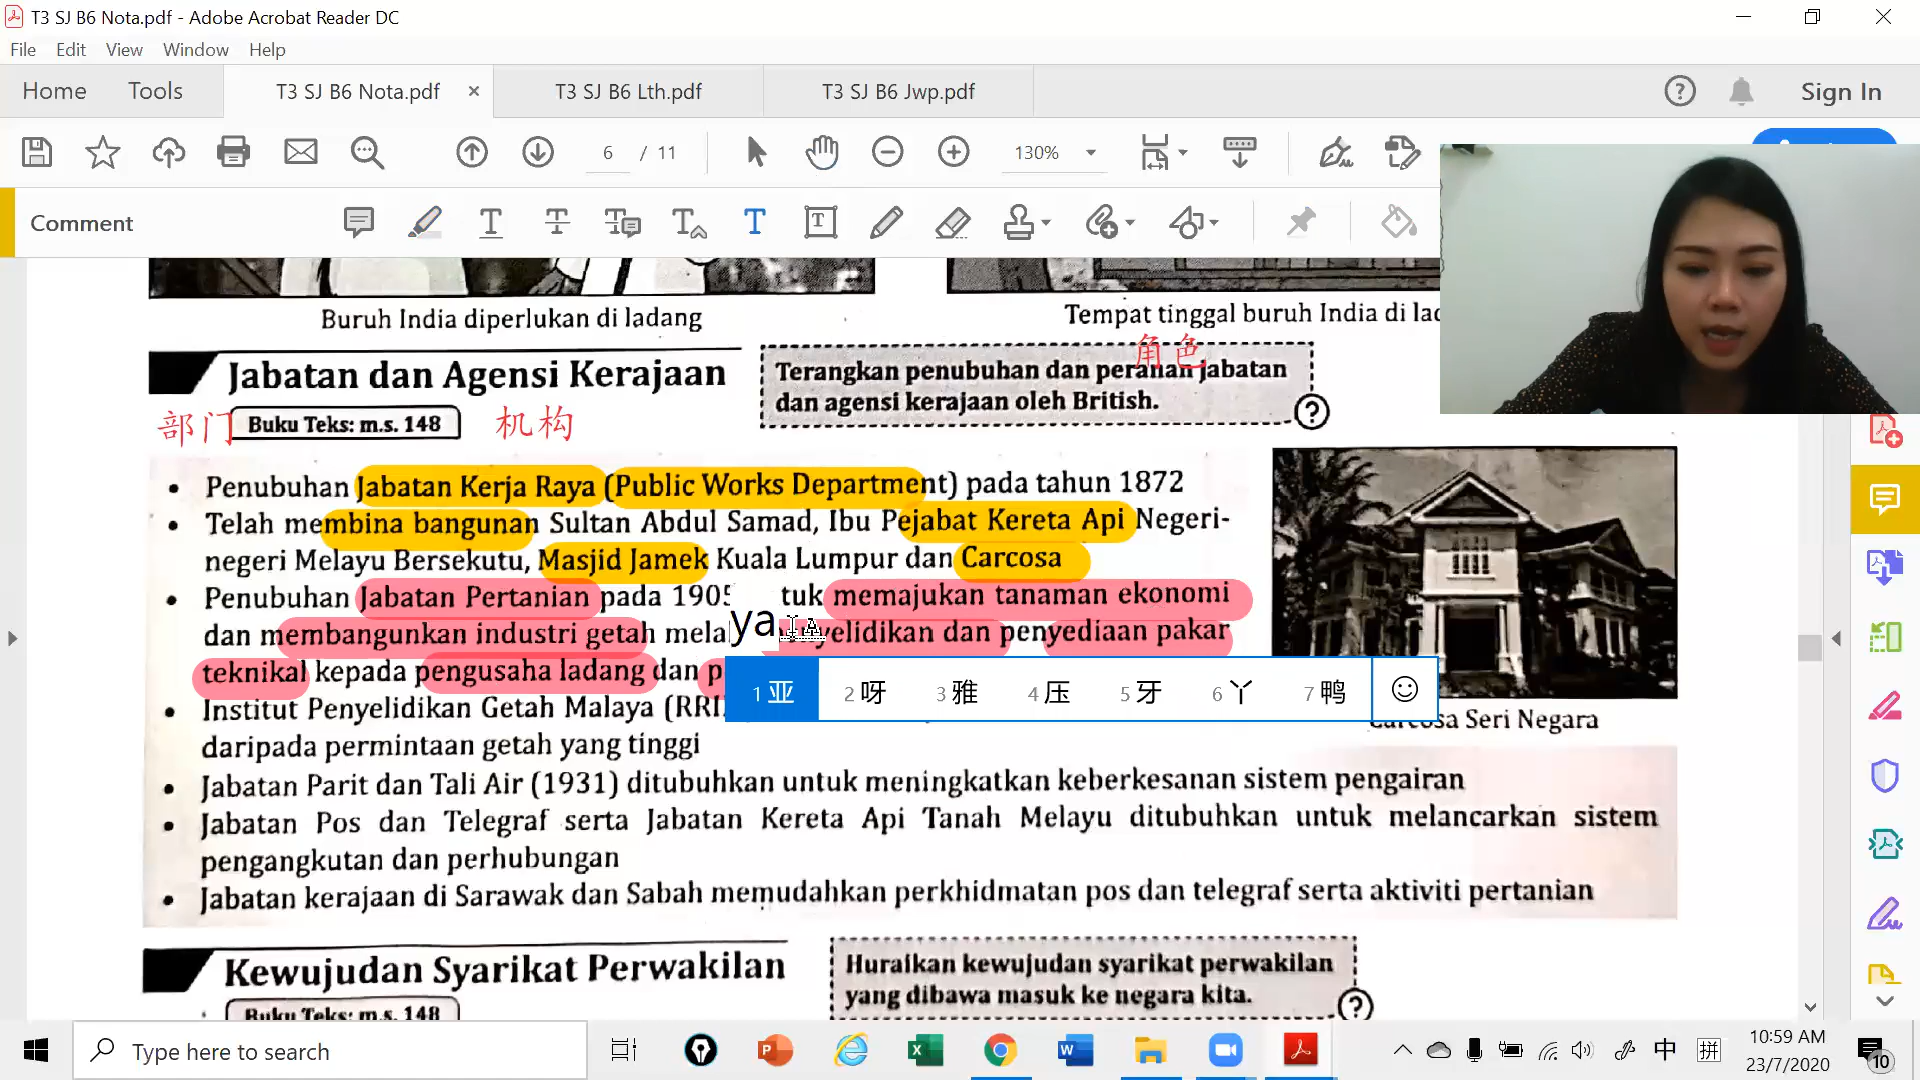 T3 SJ B6 Nota.pdf - Adobe Acrobat Reader DC
File Edit View Window Help
Home Tools T3 SJ B6 Nota.pdf × T3 SJ B6 Lth.pdf T3 SJ B6 Jwp.pdf Sign In
6 / 11 130%
Comment
Buruh India diperlukan di ladang
Tempat tinggal buruh India di
Jabatan dan Agensi Kerajaan
部门 Buku Teks: m.s. 148 机构
角色
Terangkan penubuhan dan peranan jabatan
dan agensi kerajaan oleh British.
?
• Penubuhan Jabatan Kerja Raya (Public Works Department) pada tahun 1872
• Telah membina bangunan Sultan Abdul Samad, Ibu Pejabat Kereta Api Negeri-
negeri Melayu Bersekutu, Masjid Jamek Kuala Lumpur dan Carcosa
• Penubuhan Jabatan Pertanian pada 1905 tuk memajukan tanaman ekonomi
dan membangunkan industri getah mela yelidikan dan penyediaan pakar
teknikal kepada pengusaha ladang dan p
ya
1 亚 2 呀 3 雅 4 压 5 牙 6 丫 7 鸭
• Institut Penyelidikan Getah Malaya (RRI
daripada permintaan getah yang tinggi
Carcosa Seri Negara
• Jabatan Parit dan Tali Air (1931) ditubuhkan untuk meningkatkan keberkesanan sistem pengairan
• Jabatan Pos dan Telegraf serta Jabatan Kereta Api Tanah Melayu ditubuhkan untuk melancarkan sistem
pengangkutan dan perhubungan
• Jabatan kerajaan di Sarawak dan Sabah memudahkan perkhidmatan pos dan telegraf serta aktiviti pertanian
Kewujudan Syarikat Perwakilan
Buku Teks: m.s. 148
Huraikan kewujudan syarikat perwakilan
yang dibawa masuk ke negara kita.
?
Type here to search
中 拼
10:59 AM
23/7/2020
10